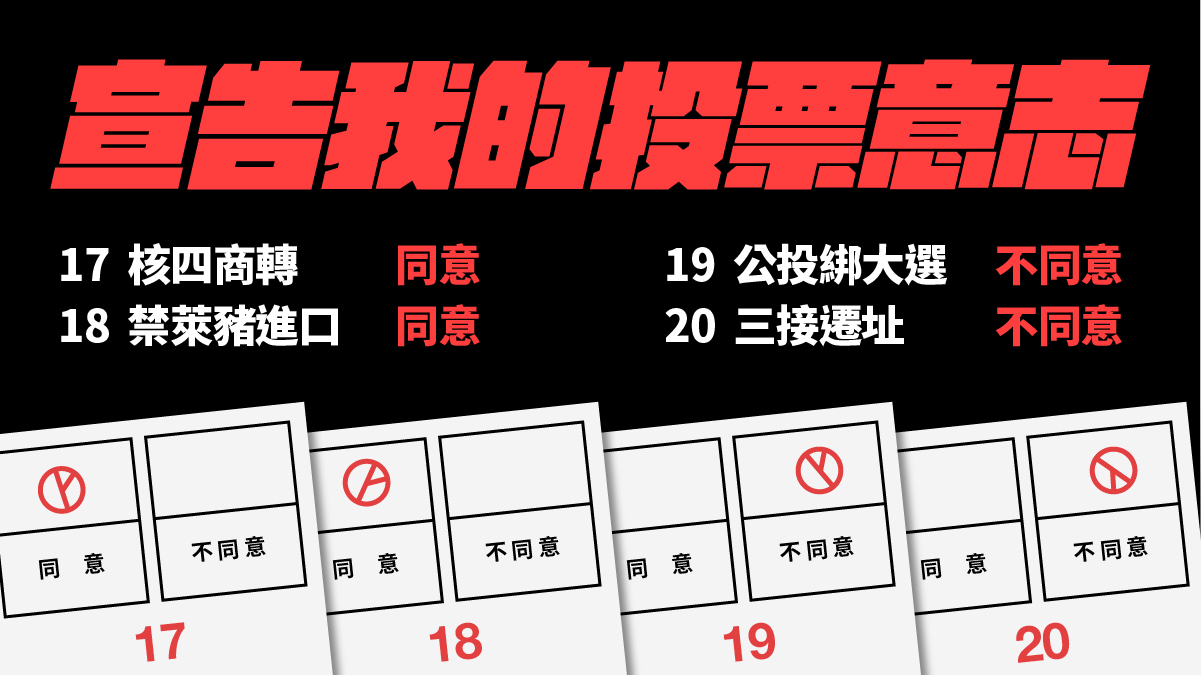 宣告我的投票意志
17 核四商轉 同意
18 禁萊豬進口 同意
19 公投綁大選 不同意
20 三接遷址 不同意
同 意
不同意
17
同 意
不同意
18
同 意
不同意
19
同 意
不同意
20